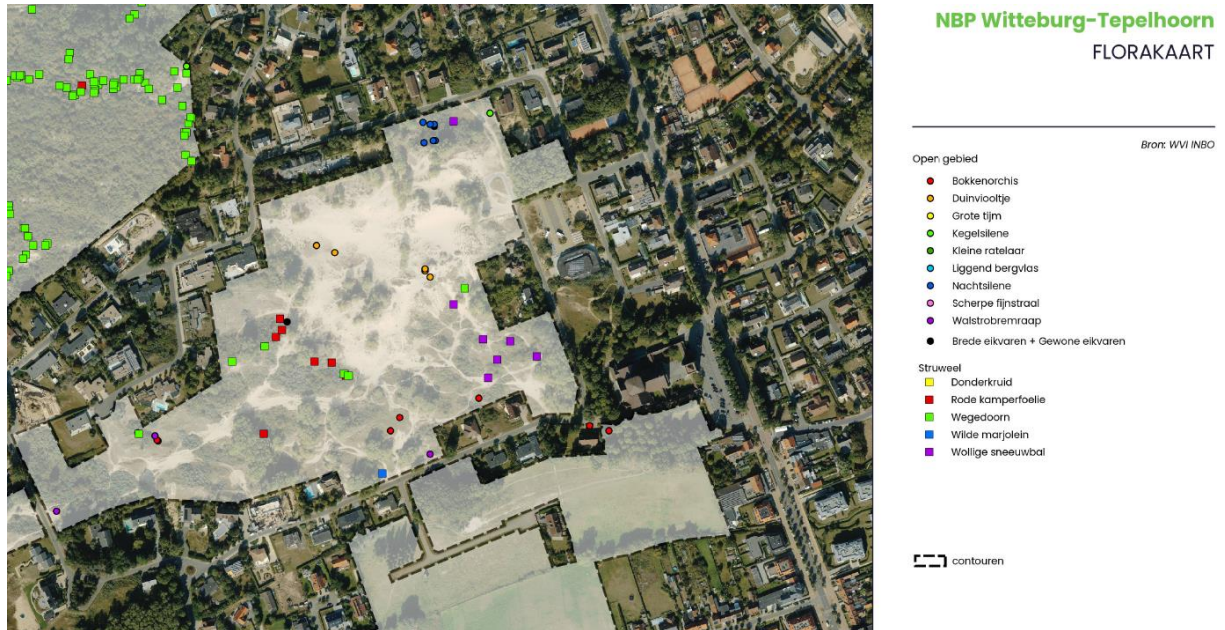 NBP Witteburg-Tepelhoorn
FLORAKAART
Bron: WVI INBO
Open gebied
Bokkenorchis
Duinviooltje
Grote tijm
Kegelsilene
Kleine ratelaar
Liggend bergvlas
Nachtsilene
Scherpe fijnstraal
Walstrobremraap
Brede eikvaren + Gewone eikvaren
Struweel
Donderkruid
Rode kamperfoelie
Wegedoorn
Wilde marjolein
Wollige sneeuwbal
contouren